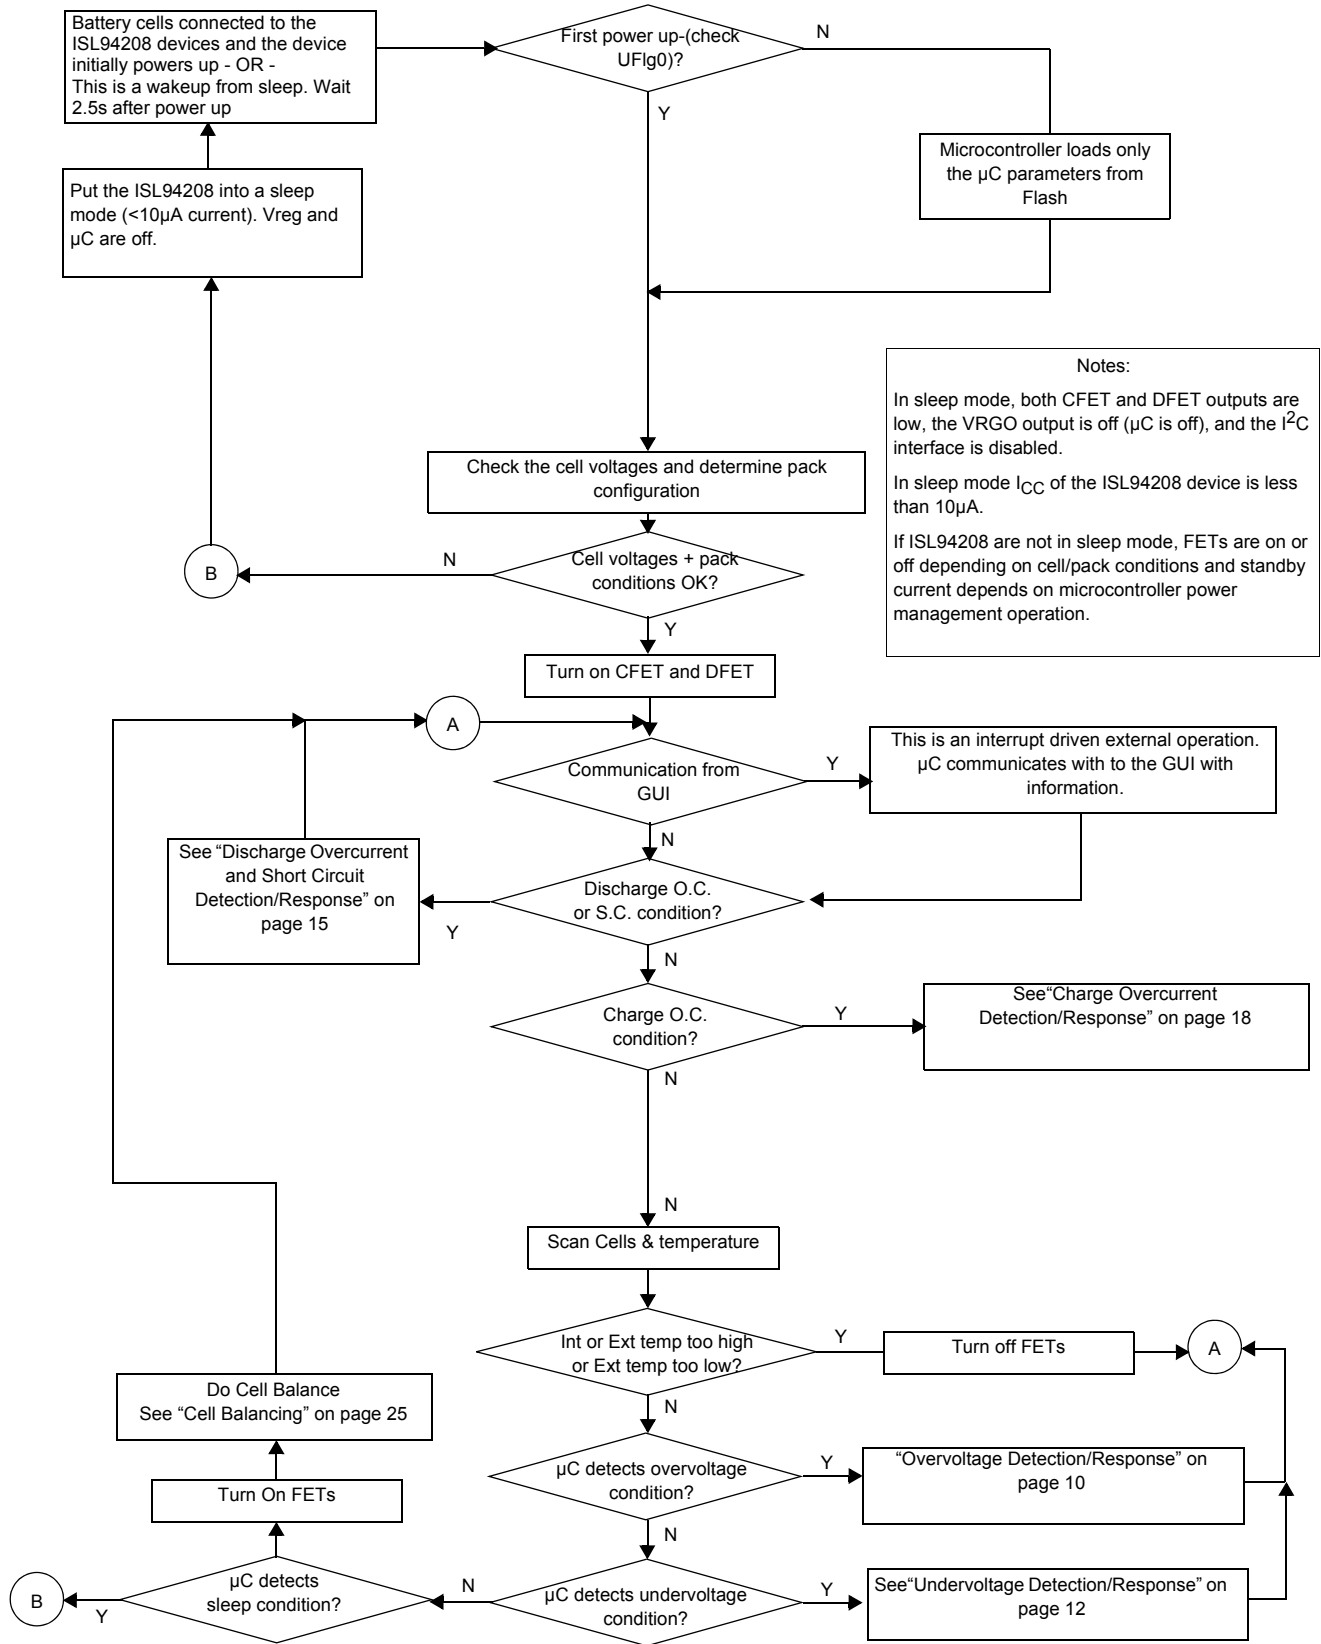 Battery cells connected to the
ISL94208 devices and the device
initially powers up - OR -
This is a wakeup from sleep. Wait
2.5s after power up
First power up-(check
UFlg0)?
N
Y
Microcontroller loads only
the µC parameters from
Flash
Put the ISL94208 into a sleep
mode (<10µA current). Vreg and
µC are off.
Notes:
In sleep mode, both CFET and DFET outputs are
low, the VRGO output is off (µC is off), and the I2C
interface is disabled.
In sleep mode ICC of the ISL94208 device is less
than 10µA.
If ISL94208 are not in sleep mode, FETs are on or
off depending on cell/pack conditions and standby
current depends on microcontroller power
management operation.
Check the cell voltages and determine pack
configuration
Cell voltages + pack
conditions OK?
N
B
Y
Turn on CFET and DFET
A
Communication from
GUI
Y
This is an interrupt driven external operation.
µC communicates with to the GUI with
information.
N
See “Discharge Overcurrent
and Short Circuit
Detection/Response” on
page 15
Discharge O.C.
or S.C. condition?
Y
N
Charge O.C.
condition?
Y
See“Charge Overcurrent
Detection/Response” on page 18
N
N
Scan Cells & temperature
Int or Ext temp too high
or Ext temp too low?
Y
Turn off FETs
A
N
Do Cell Balance
See “Cell Balancing” on page 25
µC detects overvoltage
condition?
Y
“Overvoltage Detection/Response” on
page 10
Turn On FETs
N
µC detects undervoltage
condition?
Y
See“Undervoltage Detection/Response” on
page 12
N
µC detects
sleep condition?
Y
B